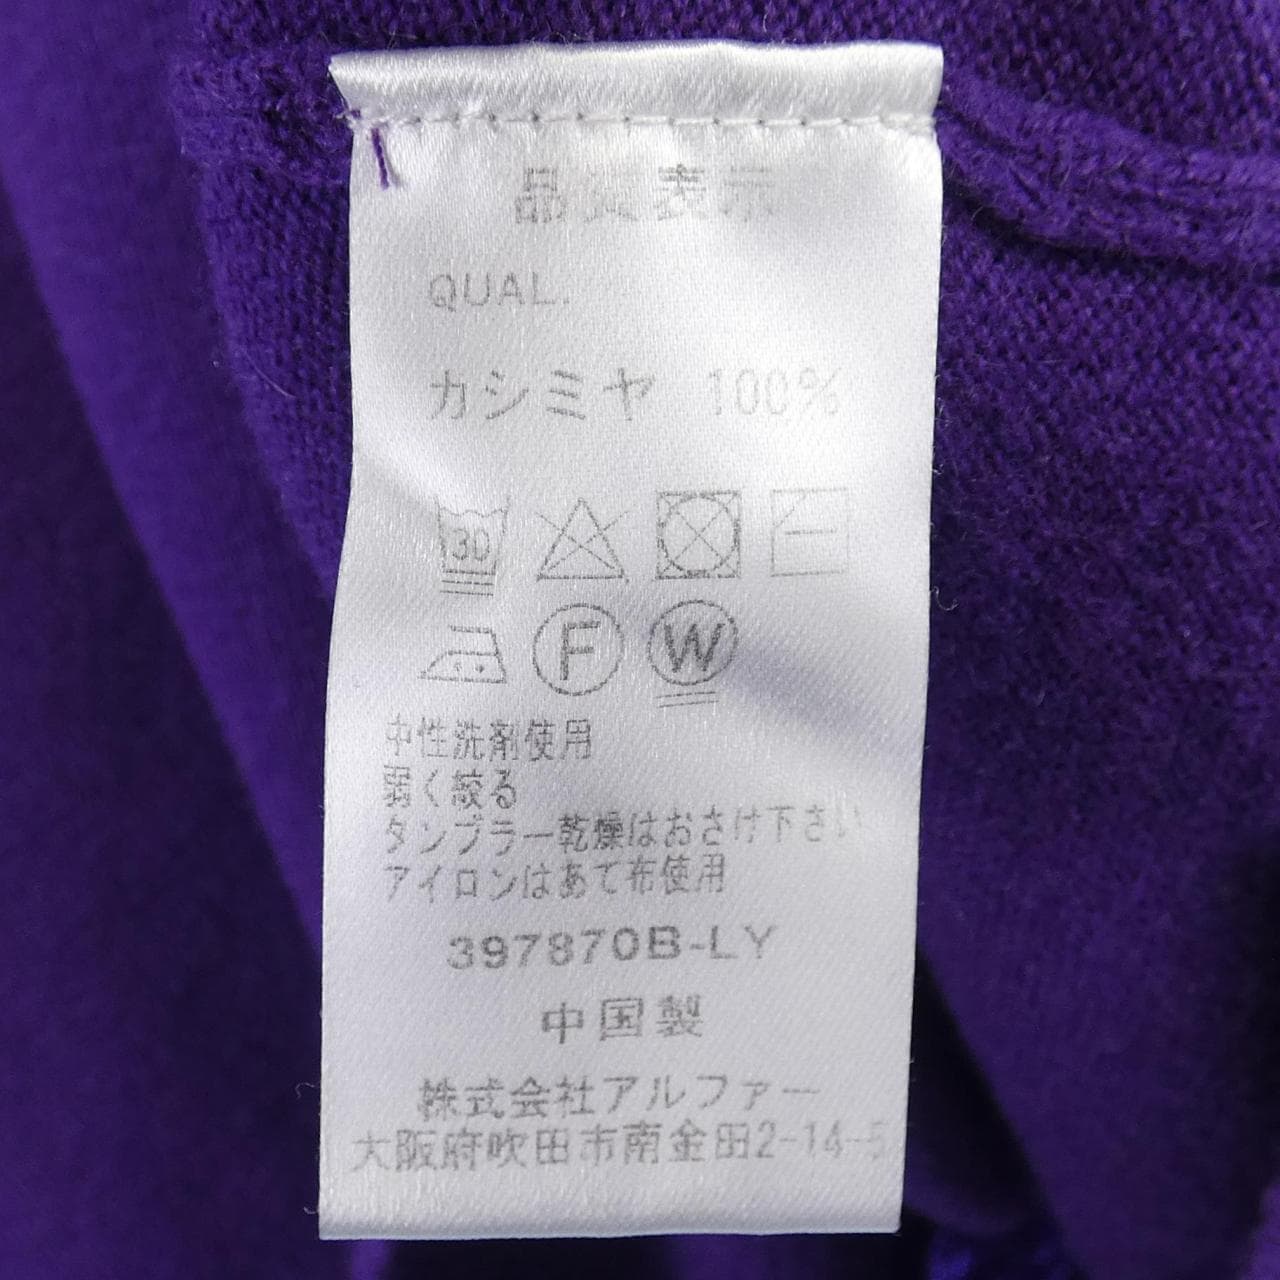 品質表示
QUAL.
カシミヤ 100%
30
F W
中性洗剤使用
弱く絞る
タンブラー乾燥はおさけ下さい
アイロンはあて布使用
397870B-LY
中国製
株式会社アルファー
大阪府吹田市南金田2-14-5